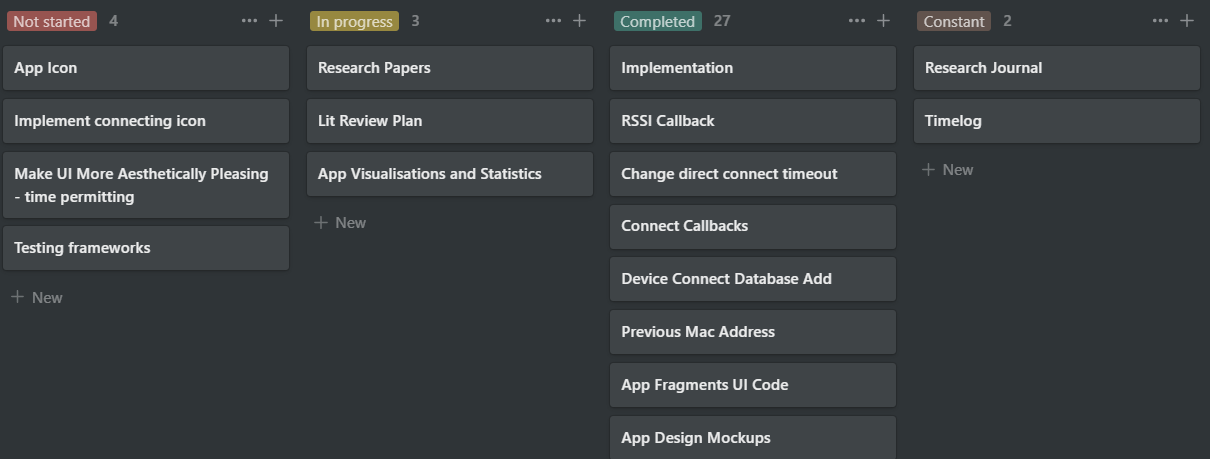 Not started 4
App Icon
Implement connecting icon
Make UI More Aesthetically Pleasing
- time permitting
Testing frameworks
New
In progress 3
Research Papers
Lit Review Plan
App Visualisations and Statistics
New
Completed 27
Implementation
RSSI Callback
Change direct connect timeout
Connect Callbacks
Device Connect Database Add
Previous Mac Address
App Fragments UI Code
App Design Mockups
Constant 2
Research Journal
Timelog
New